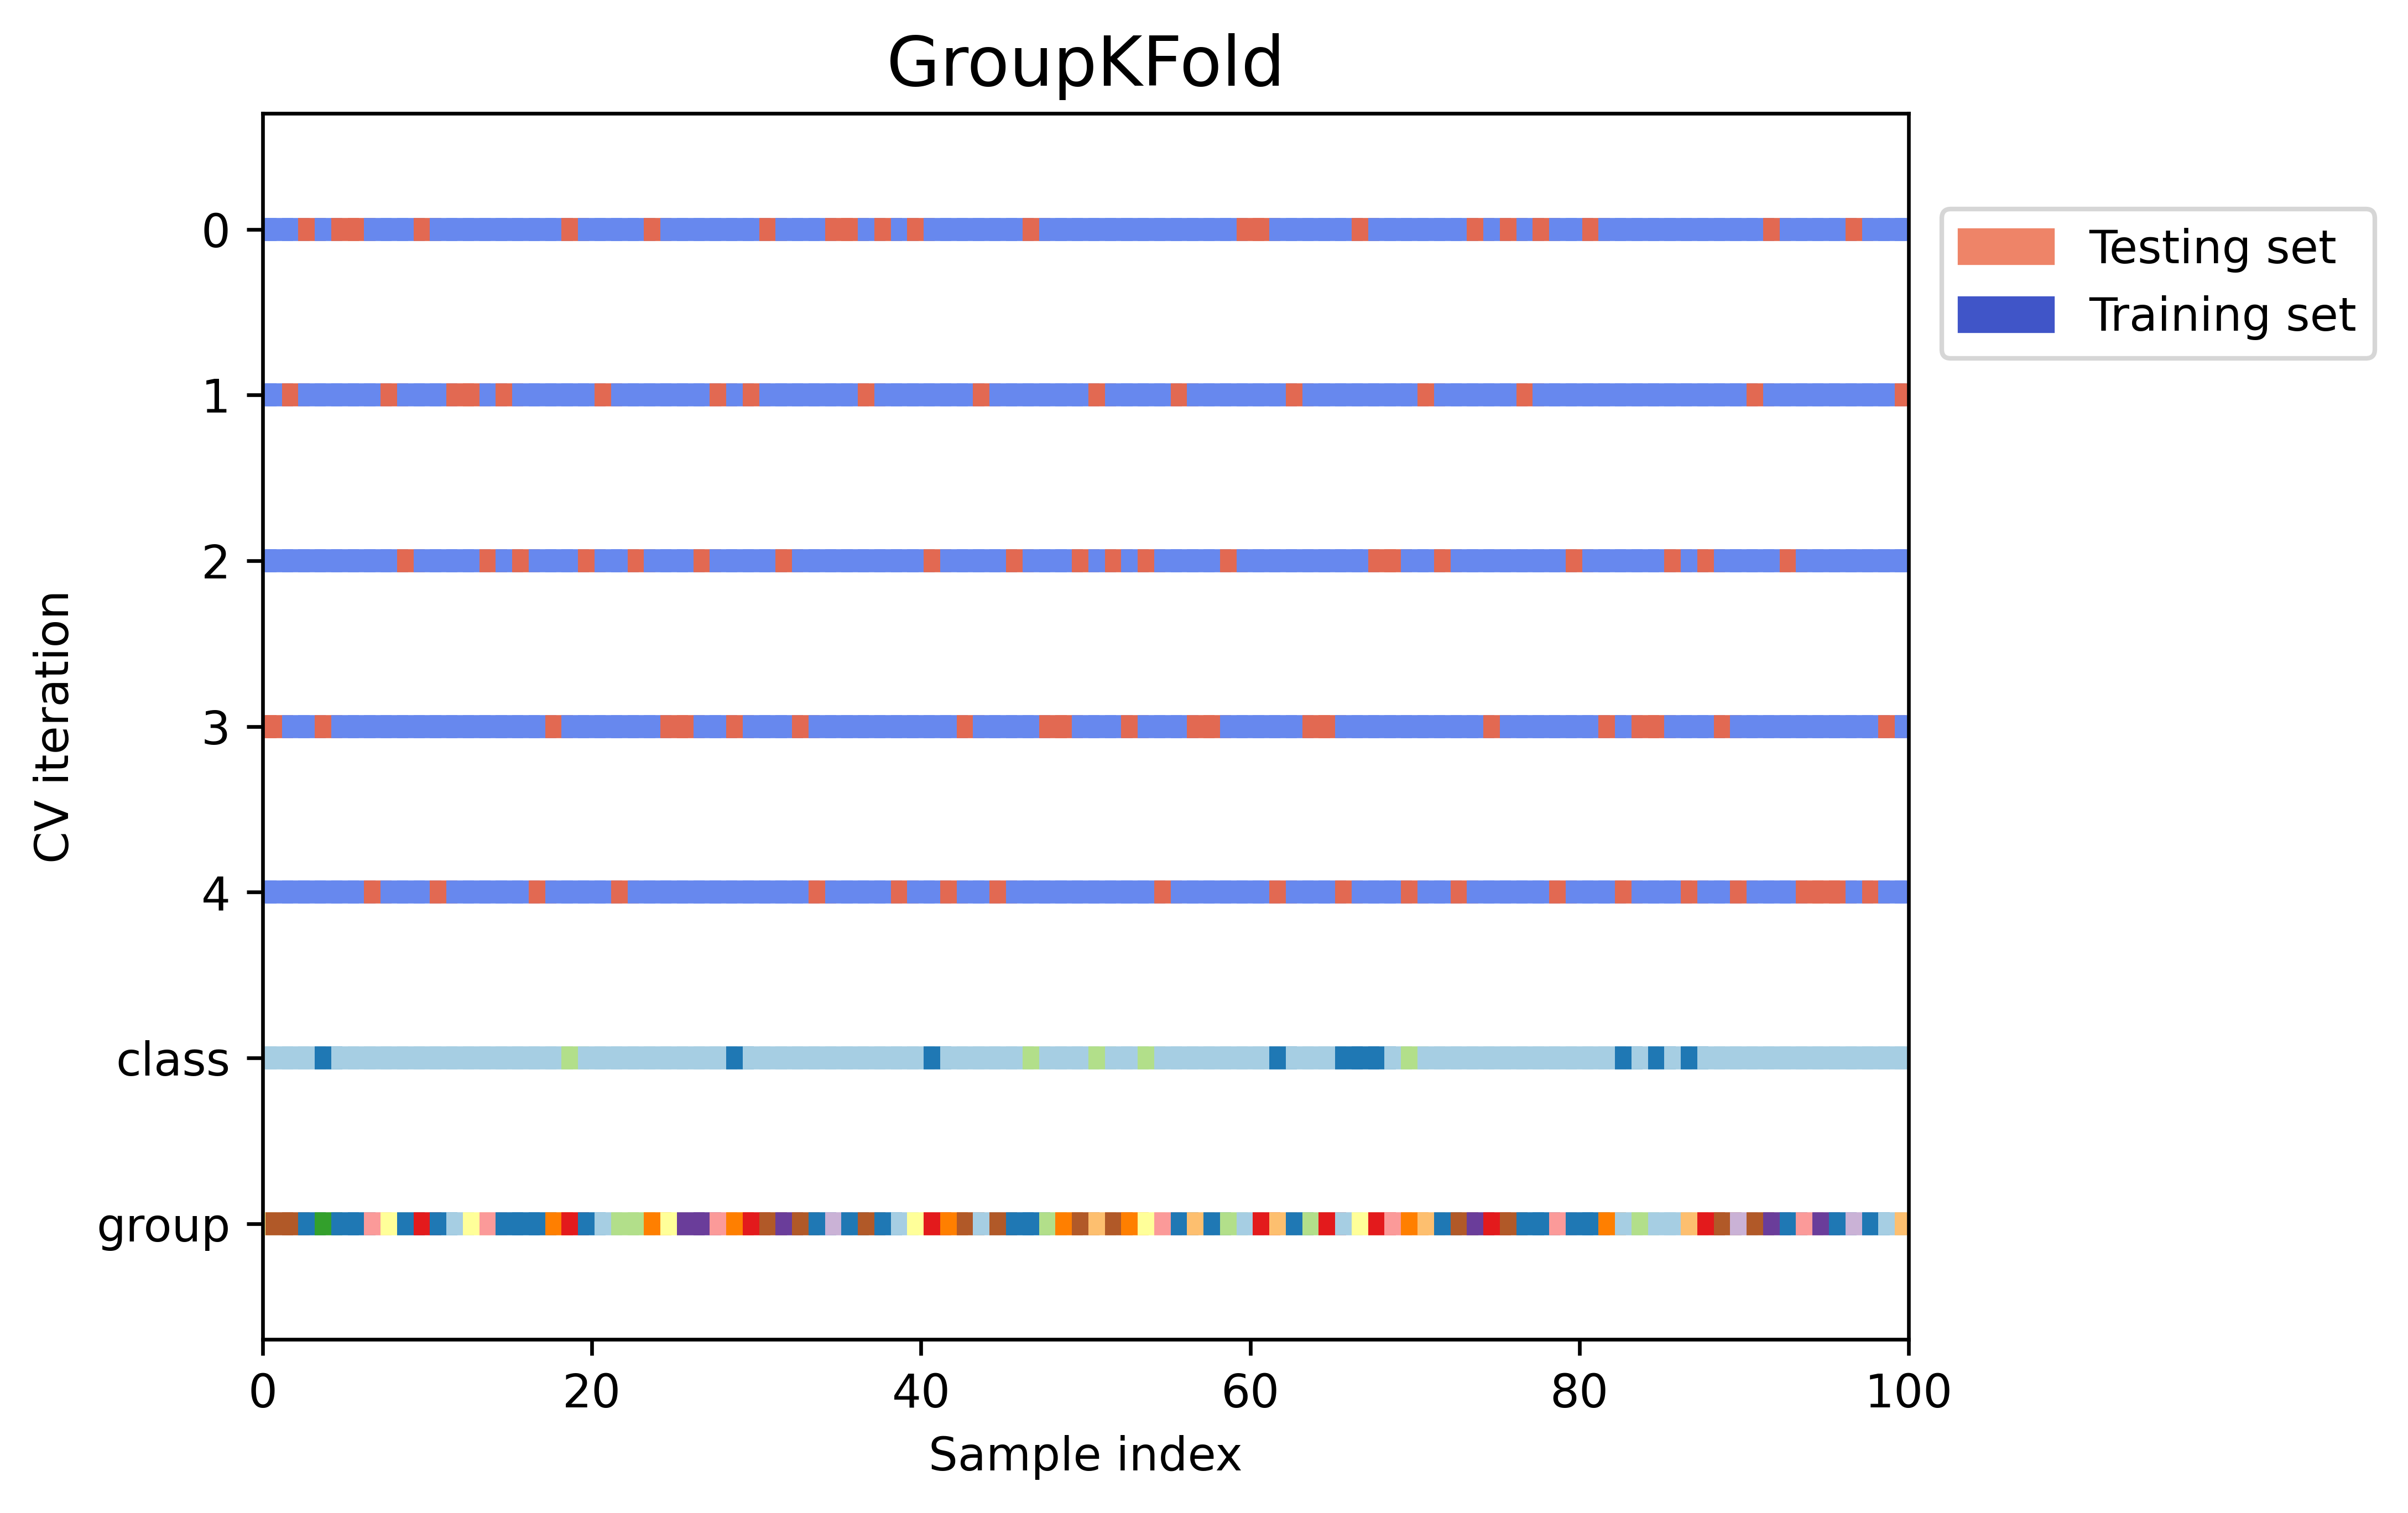 GroupKFold
Testing set
Training set
CV iteration
0
1
2
3
4
class
group
0 20 40 60 80 100
Sample index